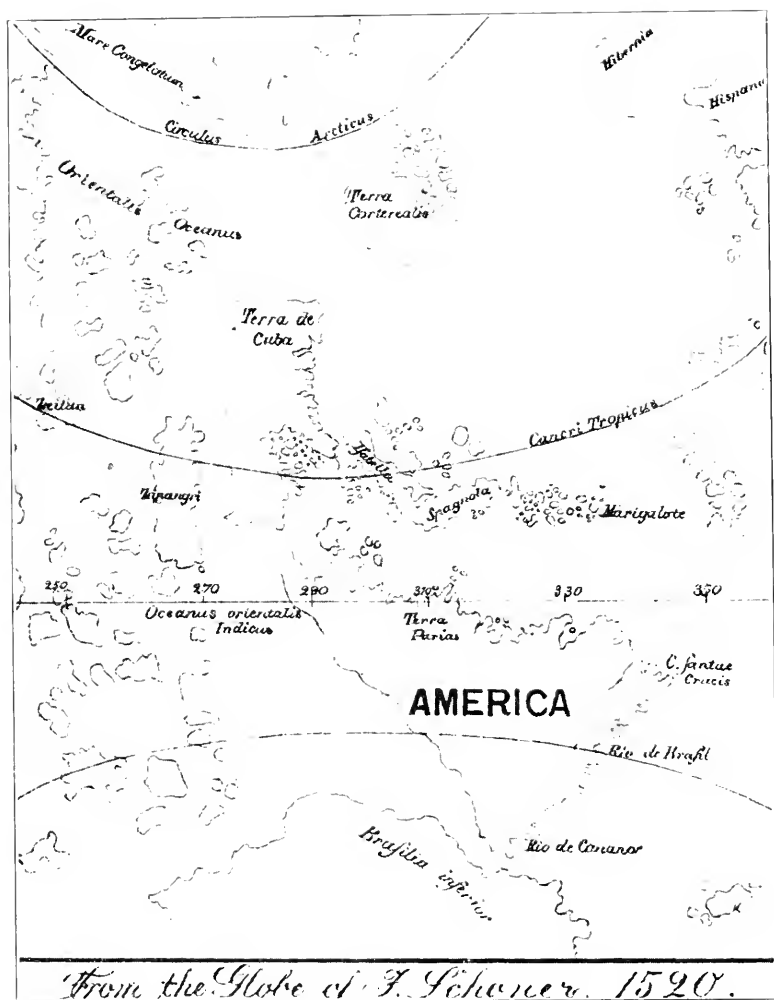 Mare Congelatum
Hibernia
Hispania
Circulus Arcticus
Orientalis Oceanus
Terra
Corterealis
Terra de
Cuba
Zeilan
Cancri Tropicus
Isabella
Zipangri
Spagnola
Marigalote
250 270 290 310 330 350
Oceanus orientalis
Indicus
Terra
Parias
C. Santae
Crucis
AMERICA
Rio de Brasil
Rio de Cananor
Brasilia inferior
From the Globe of J. Schoner. 1520.